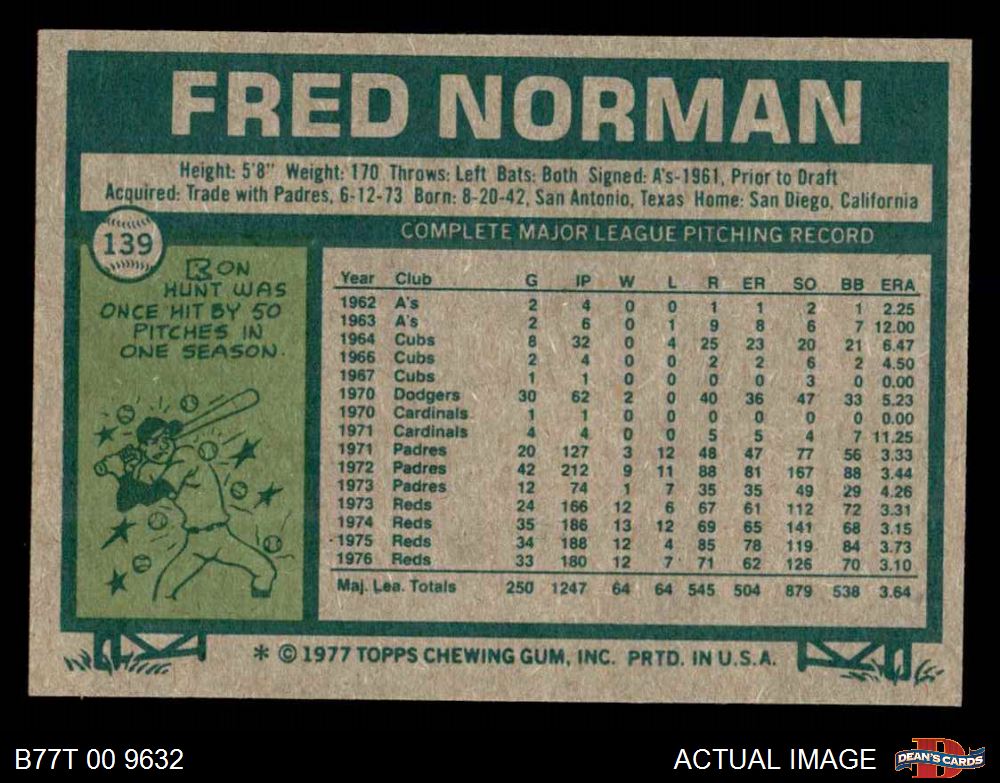 FRED NORMAN
Height: 5'8" Weight: 170 Throws: Left Bats: Both Signed: A's-1961, Prior to Draft
Acquired: Trade with Padres, 6-12-73 Born: 8-20-42, San Antonio, Texas Home: San Diego, California
139
RON
HUNT WAS
ONCE HIT BY 50
PITCHES IN
ONE SEASON.
COMPLETE MAJOR LEAGUE PITCHING RECORD
Year Club G IP W L R ER SO BB ERA
1962 A's 2 4 0 0 1 1 2 1 2.25
1963 A's 2 6 0 1 9 8 6 7 12.00
1964 Cubs 8 32 0 4 25 23 20 21 6.47
1966 Cubs 2 4 0 0 2 2 6 2 4.50
1967 Cubs 1 1 0 0 0 0 3 0 0.00
1970 Dodgers 30 62 2 0 40 36 47 33 5.23
1970 Cardinals 1 1 0 0 0 0 0 0 0.00
1971 Cardinals 4 4 0 0 5 5 4 7 11.25
1971 Padres 20 127 3 12 48 47 77 56 3.33
1972 Padres 42 212 9 11 88 81 167 88 3.44
1973 Padres 12 74 1 7 35 35 49 29 4.26
1973 Reds 24 166 12 6 67 61 112 72 3.31
1974 Reds 35 186 13 12 69 65 141 68 3.15
1975 Reds 34 188 12 4 85 78 119 84 3.73
1976 Reds 33 180 12 7 71 62 126 70 3.10
Maj. Lea. Totals 250 1247 64 64 545 504 879 538 3.64
* © 1977 TOPPS CHEWING GUM, INC. PRTD. IN U.S.A.
B77T 00 9632
ACTUAL IMAGE
D
DEAN'S CARDS